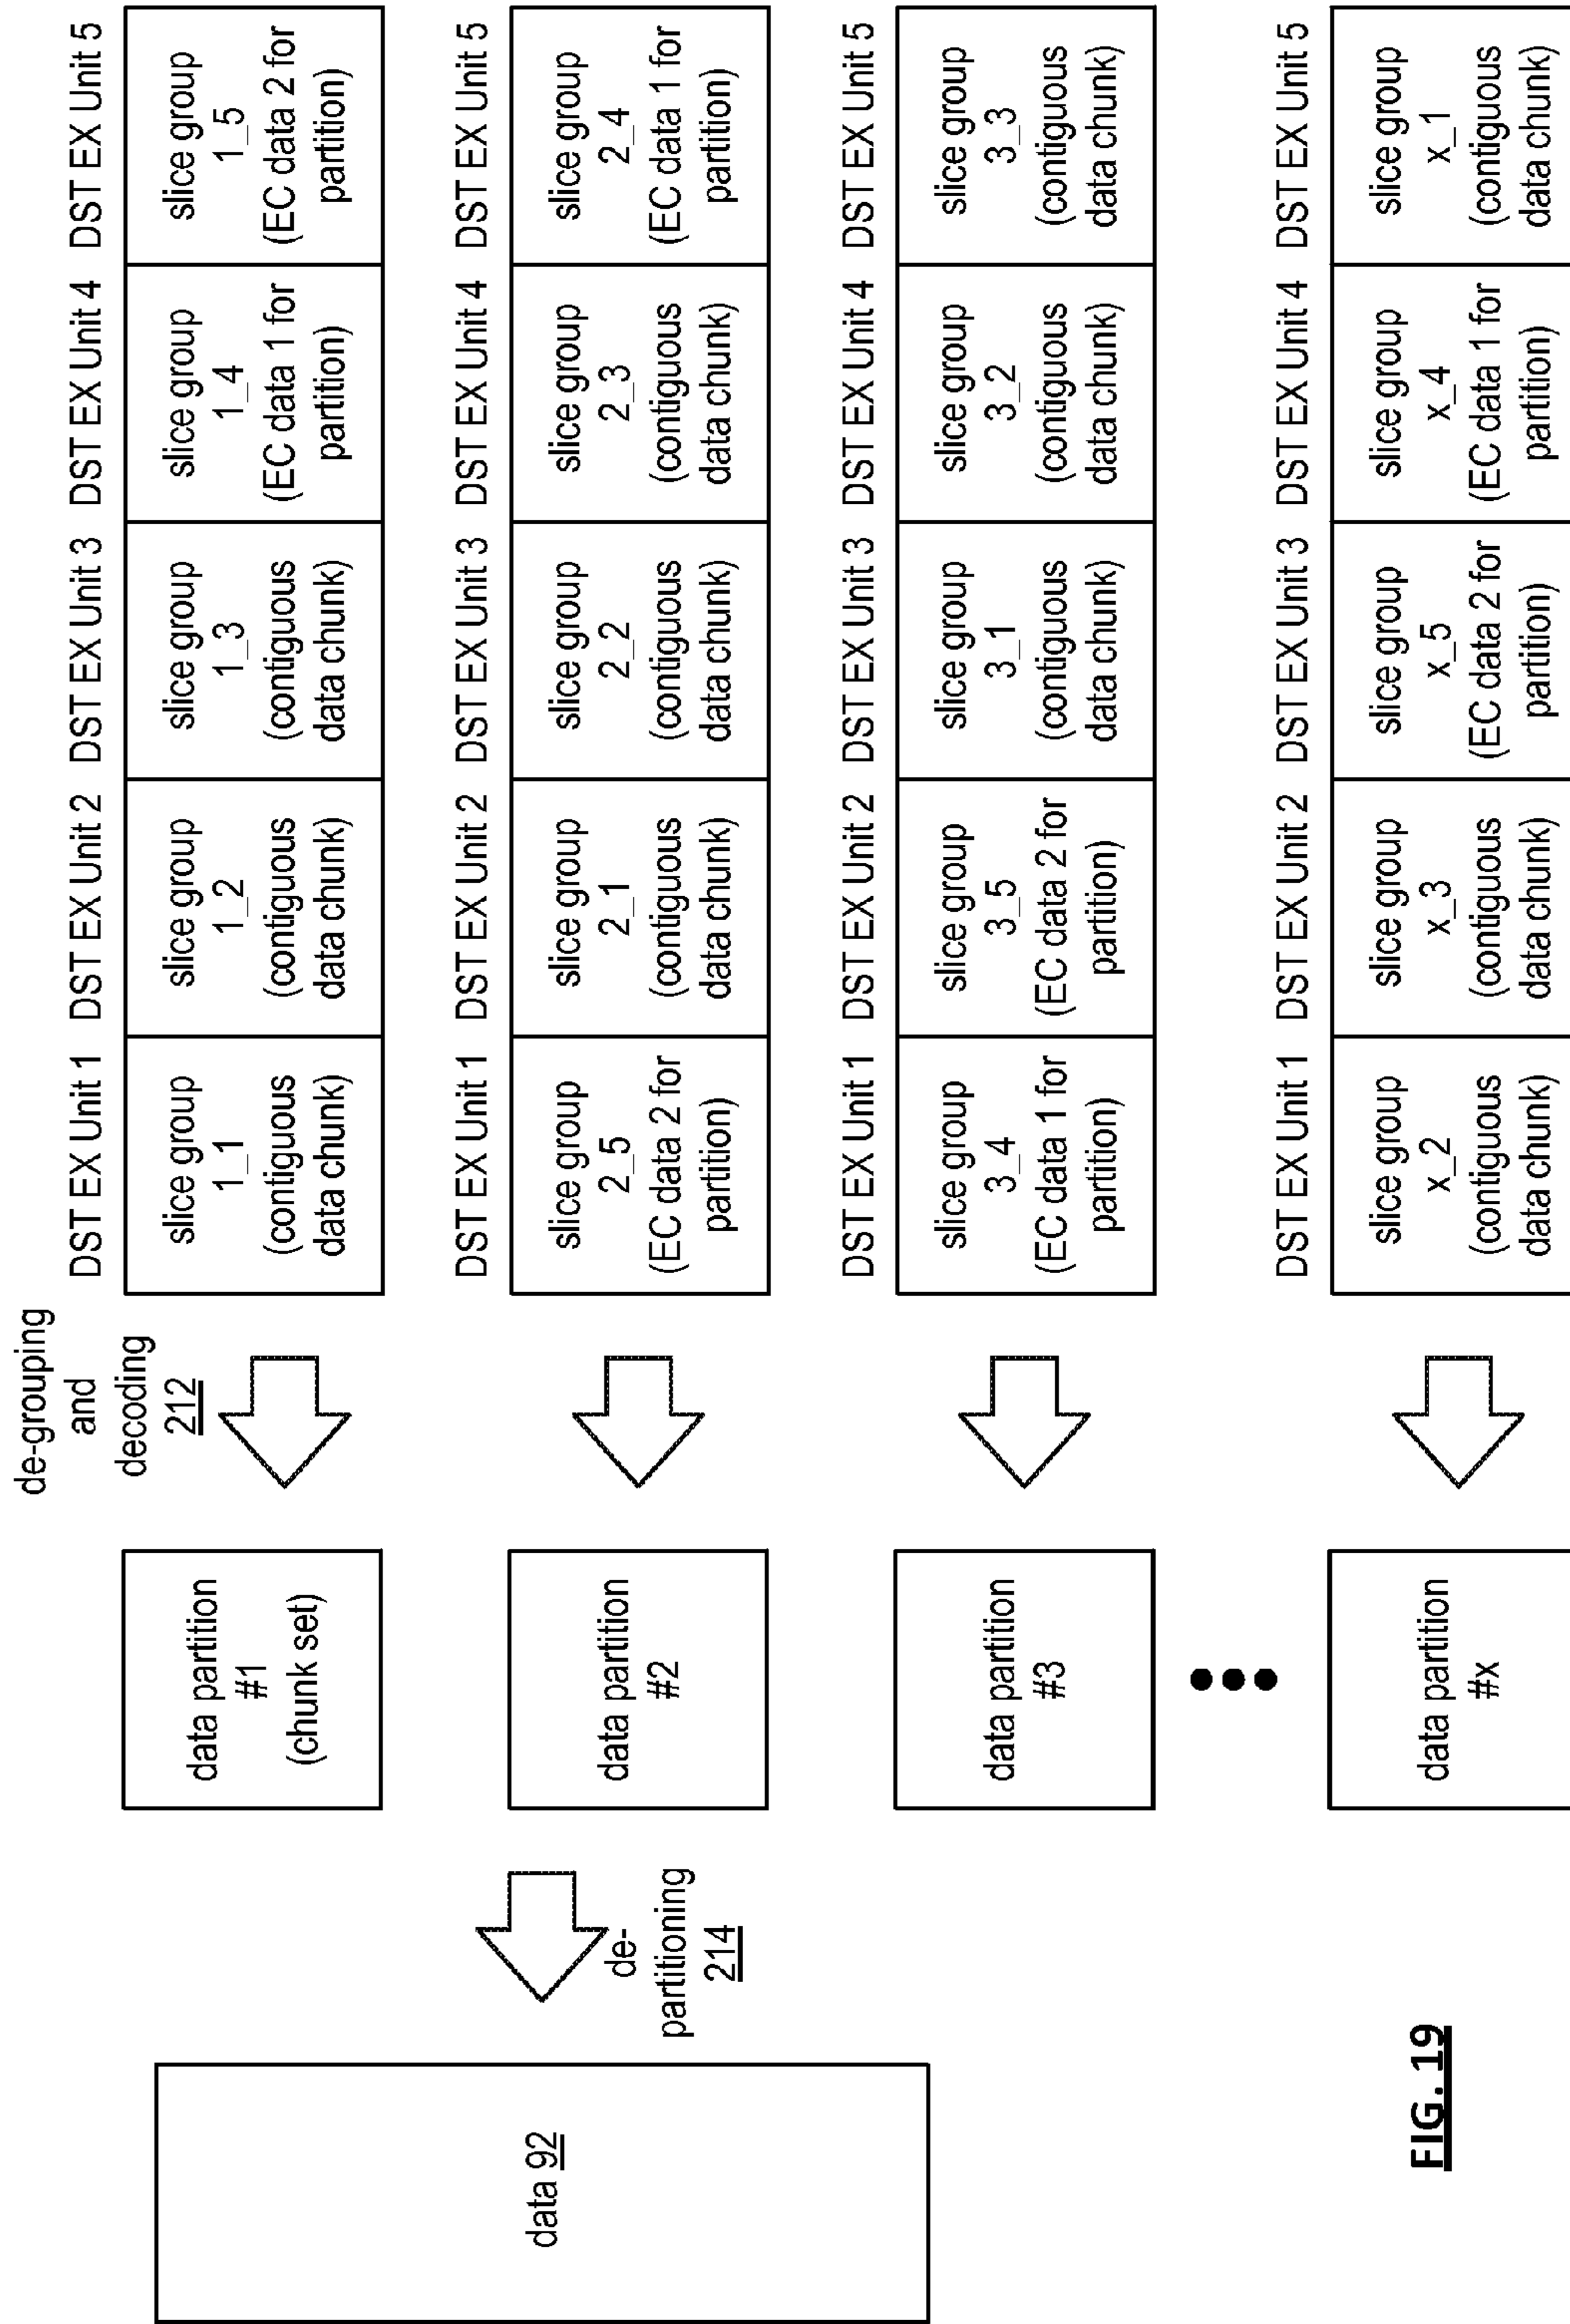 de-grouping
and
decoding
212
DST EX Unit 1 DST EX Unit 2 DST EX Unit 3 DST EX Unit 4 DST EX Unit 5
data partition
#1
(chunk set)
slice group
1_1
(contiguous
data chunk)
slice group
1_2
(contiguous
data chunk)
slice group
1_3
(contiguous
data chunk)
slice group
1_4
(EC data 1 for
partition)
slice group
1_5
(EC data 2 for
partition)
DST EX Unit 1 DST EX Unit 2 DST EX Unit 3 DST EX Unit 4 DST EX Unit 5
data 92
de-
partitioning
214
data partition
#2
slice group
2_5
(EC data 2 for
partition)
slice group
2_1
(contiguous
data chunk)
slice group
2_2
(contiguous
data chunk)
slice group
2_3
(contiguous
data chunk)
slice group
2_4
(EC data 1 for
partition)
DST EX Unit 1 DST EX Unit 2 DST EX Unit 3 DST EX Unit 4 DST EX Unit 5
data partition
#3
slice group
3_4
(EC data 1 for
partition)
slice group
3_5
(EC data 2 for
partition)
slice group
3_1
(contiguous
data chunk)
slice group
3_2
(contiguous
data chunk)
slice group
3_3
(contiguous
data chunk)
DST EX Unit 1 DST EX Unit 2 DST EX Unit 3 DST EX Unit 4 DST EX Unit 5
data partition
#x
slice group
x_2
(contiguous
data chunk)
slice group
x_3
(contiguous
data chunk)
slice group
x_5
(EC data 2 for
partition)
slice group
x_4
(EC data 1 for
partition)
slice group
x_1
(contiguous
data chunk)
FIG. 19